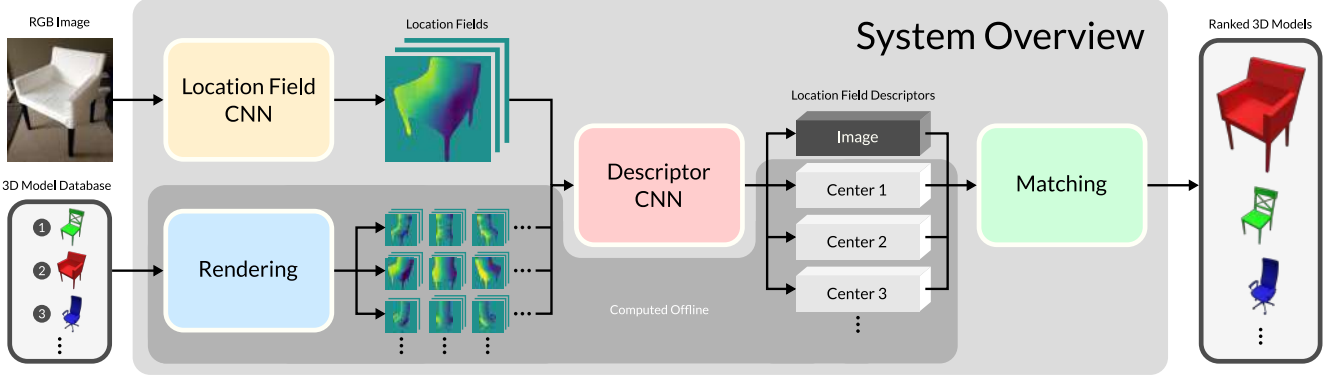 System Overview
RGB Image
Location Field
CNN
Location Fields
3D Model Database
1
2
3
Rendering
Computed Offline
Descriptor
CNN
Location Field Descriptors
Image
Center 1
Center 2
Center 3
Matching
Ranked 3D Models